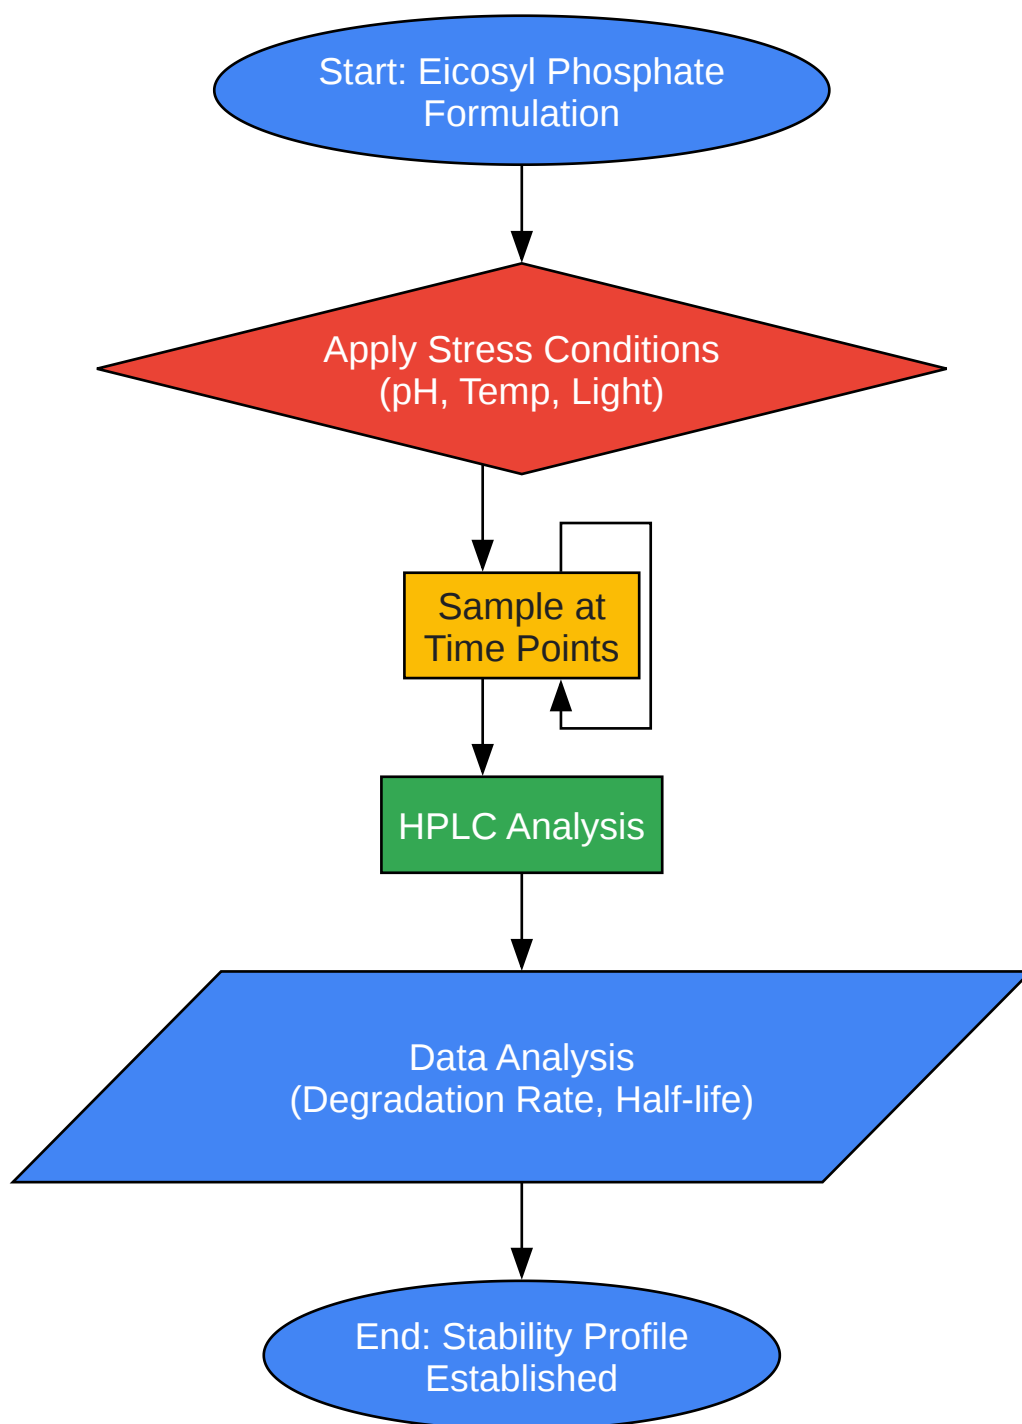 Start: Eicosyl Phosphate
Formulation
Apply Stress Conditions
(pH, Temp, Light)
Sample at
Time Points
HPLC Analysis
Data Analysis
(Degradation Rate, Half-life)
End: Stability Profile
Established